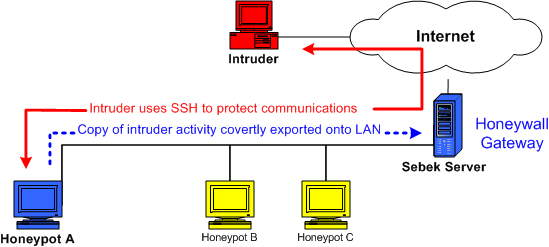 Internet
Intruder
Intruder uses SSH to protect communications
Copy of intruder activity covertly exported onto LAN
Honeywall
Gateway
Sebek Server
Honeypot A
Honeypot B
Honeypot C